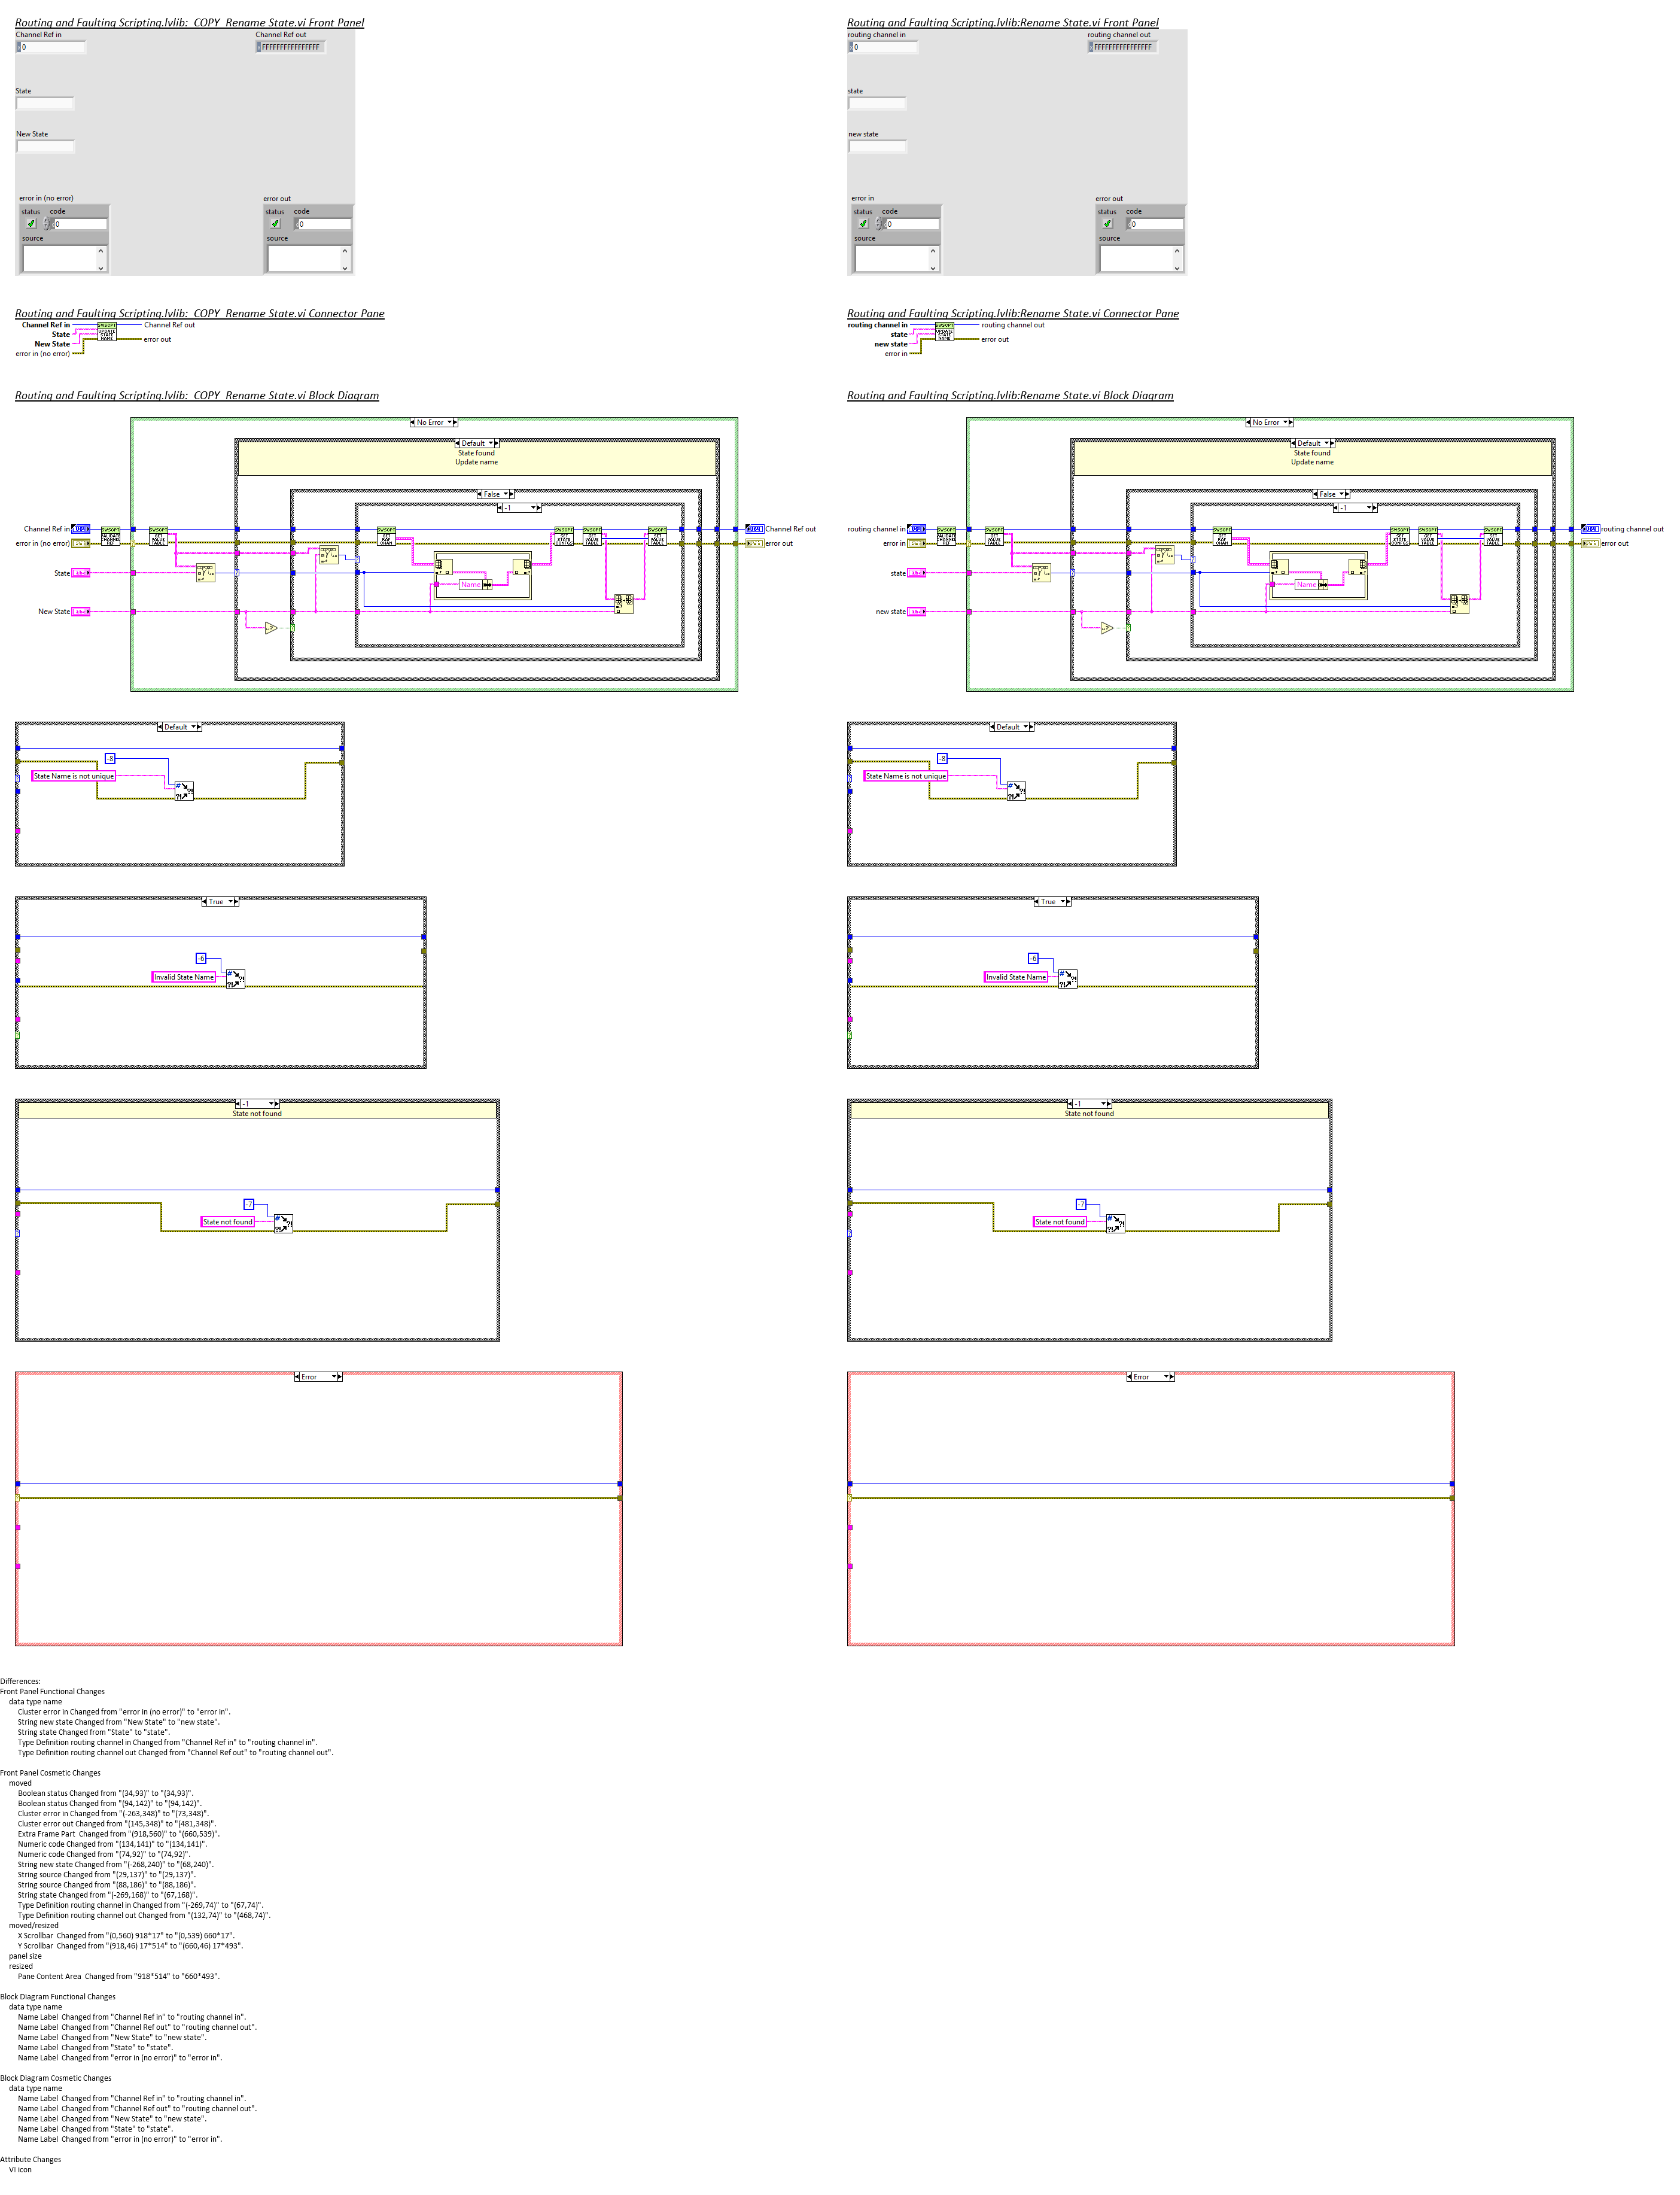 Routing and Faulting Scripting.lvlib:_COPY_Rename State.vi Front Panel
Channel Ref in
0
Channel Ref out
FFFFFFFFFFFFFFFF
State
New State
error in (no error)
status code
0
source
error out
status code
0
source
Routing and Faulting Scripting.lvlib:_COPY_Rename State.vi Connector Pane
Channel Ref in
State
New State
error in (no error)
Channel Ref out
error out
Routing and Faulting Scripting.lvlib:_COPY_Rename State.vi Block Diagram
No Error
Default
State found
Update name
False
-1
Channel Ref in
error in (no error)
State
New State
VALIDATE CHANNEL REF
GET VALUE TABLE
Name
Channel Ref out
error out
Default
-8
State Name is not unique
True
-6
Invalid State Name
-1
State not found
-7
State not found
Error
Routing and Faulting Scripting.lvlib:Rename State.vi Front Panel
routing channel in
0
routing channel out
FFFFFFFFFFFFFFFF
state
new state
error in
status code
0
source
error out
status code
0
source
Routing and Faulting Scripting.lvlib:Rename State.vi Connector Pane
routing channel in
state
new state
error in
routing channel out
error out
Routing and Faulting Scripting.lvlib:Rename State.vi Block Diagram
No Error
Default
State found
Update name
False
-1
routing channel in
error in
state
new state
VALIDATE CHANNEL REF
GET VALUE TABLE
Name
routing channel out
error out
Default
-8
State Name is not unique
True
-6
Invalid State Name
-1
State not found
-7
State not found
Error
Differences:
Front Panel Functional Changes
data type name
Cluster error in Changed from "error in (no error)" to "error in".
String new state Changed from "New State" to "new state".
String state Changed from "State" to "state".
Type Definition routing channel in Changed from "Channel Ref in" to "routing channel in".
Type Definition routing channel out Changed from "Channel Ref out" to "routing channel out".
Front Panel Cosmetic Changes
moved
Boolean status Changed from "(34,93)" to "(34,93)".
Boolean status Changed from "(94,142)" to "(94,142)".
Cluster error in Changed from "(-263,348)" to "(73,348)".
Cluster error out Changed from "(145,348)" to "(481,348)".
Extra Frame Part  Changed from "(918,560)" to "(660,539)".
Numeric code Changed from "(134,141)" to "(134,141)".
Numeric code Changed from "(74,92)" to "(74,92)".
String new state Changed from "(-268,240)" to "(68,240)".
String source Changed from "(29,137)" to "(29,137)".
String source Changed from "(88,186)" to "(88,186)".
String state Changed from "(-269,168)" to "(67,168)".
Type Definition routing channel in Changed from "(-269,74)" to "(67,74)".
Type Definition routing channel out Changed from "(132,74)" to "(468,74)".
moved/resized
X Scrollbar  Changed from "(0,560) 918*17" to "(0,539) 660*17".
Y Scrollbar  Changed from "(918,46) 17*514" to "(660,46) 17*493".
panel size
resized
Pane Content Area  Changed from "918*514" to "660*493".
Block Diagram Functional Changes
data type name
Name Label  Changed from "Channel Ref in" to "routing channel in".
Name Label  Changed from "Channel Ref out" to "routing channel out".
Name Label  Changed from "New State" to "new state".
Name Label  Changed from "State" to "state".
Name Label  Changed from "error in (no error)" to "error in".
Block Diagram Cosmetic Changes
data type name
Name Label  Changed from "Channel Ref in" to "routing channel in".
Name Label  Changed from "Channel Ref out" to "routing channel out".
Name Label  Changed from "New State" to "new state".
Name Label  Changed from "State" to "state".
Name Label  Changed from "error in (no error)" to "error in".
Attribute Changes
VI icon